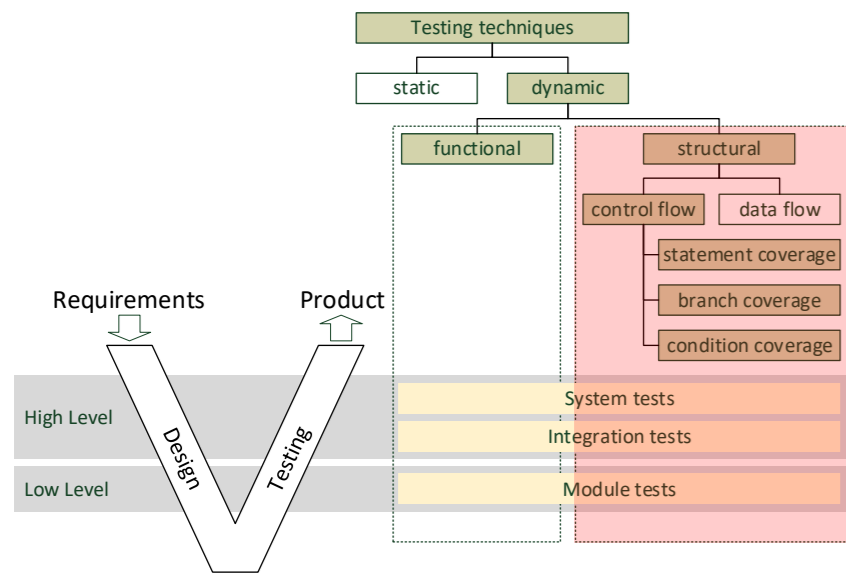 Testing techniques
static
dynamic
functional
structural
control flow
data flow
statement coverage
branch coverage
condition coverage
Requirements
Product
Design
Testing
High Level
System tests
Integration tests
Low Level
Module tests